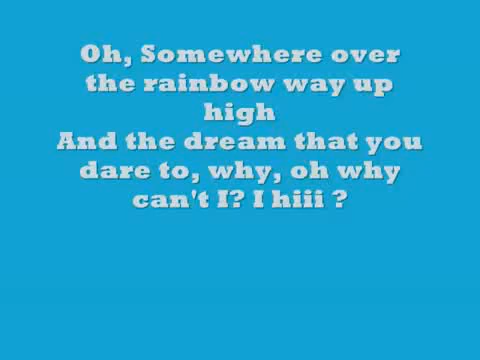 Oh, Somewhere over
the rainbow way up
high
And the dream that you
dare to, why, oh why
can't I? I hiii ?